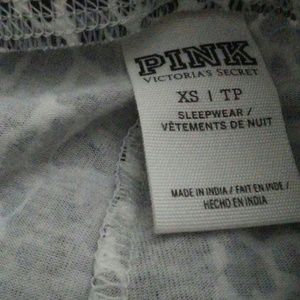 PINK
VICTORIA'S SECRET
XS | TP
SLEEPWEAR /
VÊTEMENTS DE NUIT
MADE IN INDIA / FAIT EN INDE /
HECHO EN INDIA